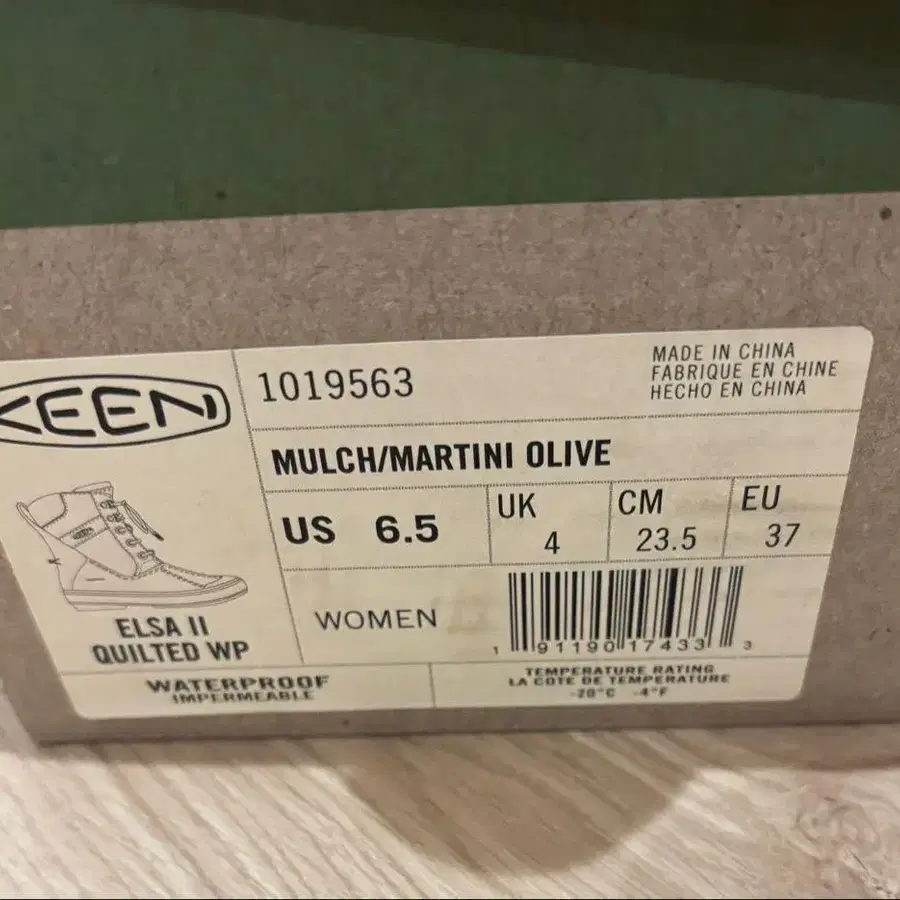 KEEN
1019563
MADE IN CHINA
FABRIQUE EN CHINE
HECHO EN CHINA
MULCH/MARTINI OLIVE
US 6.5
UK 4
CM 23.5
EU 37
KEEN
ELSA II
QUILTED WP
WOMEN
1 91190 17433 3
WATERPROOF
IMPERMEABLE
TEMPERATURE RATING
LA COTE DE TEMPERATURE
-20°C -4°F